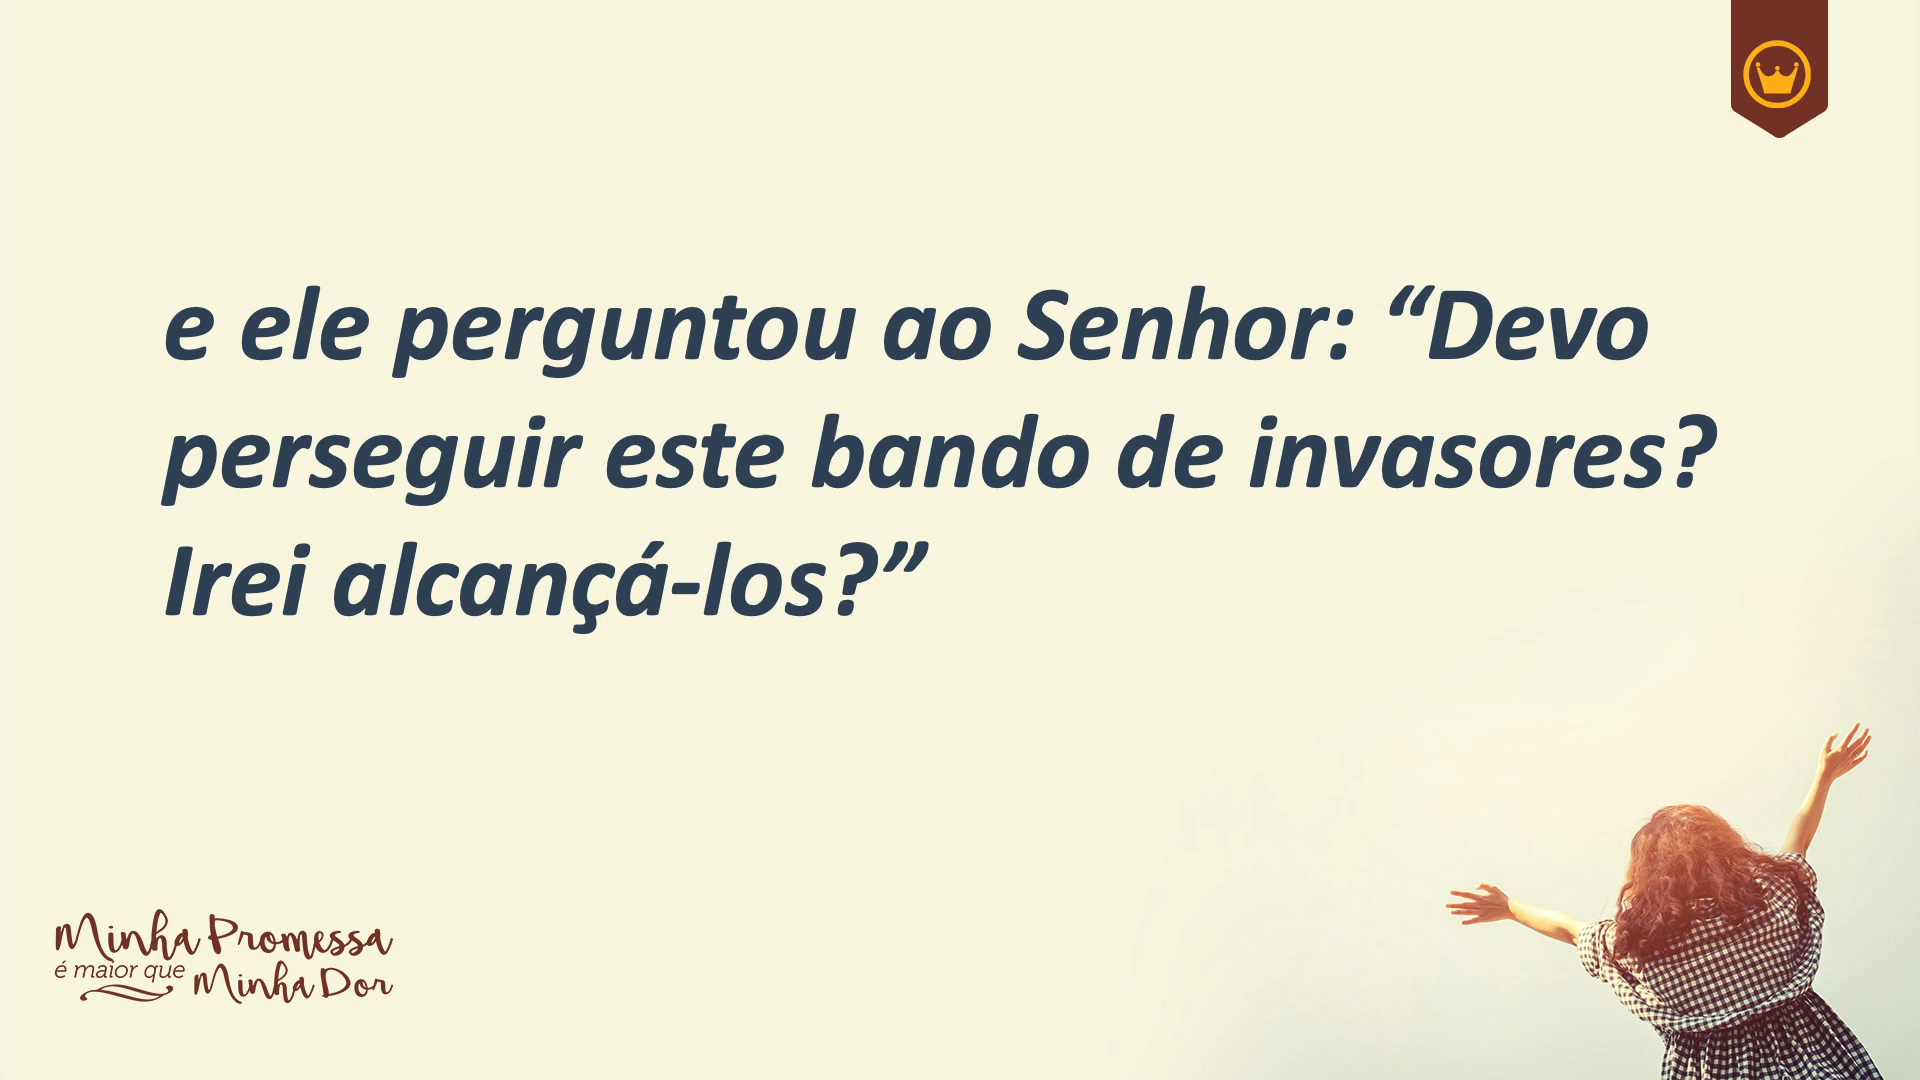 e ele perguntou ao Senhor: “Devo
perseguir este bando de invasores?
Irei alcançá-los?”
Minha Promessa
é maior que Minha Dor